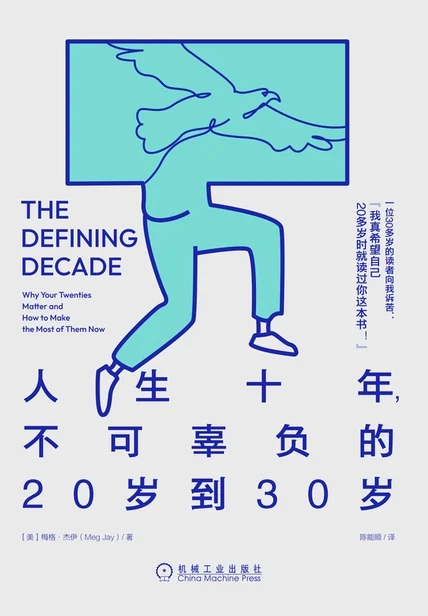 THE
DEFINING
DECADE
Why Your Twenties
Matter and
How to Make
the Most of Them Now
一位30多岁的读者向我诉苦：
『我真希望自己
20多岁时就读过你这本书！』
人生十年，
不可辜负的
20岁到30岁
［美］梅格·杰伊（Meg Jay）/ 著
陈能顺 / 译
机械工业出版社
China Machine Press